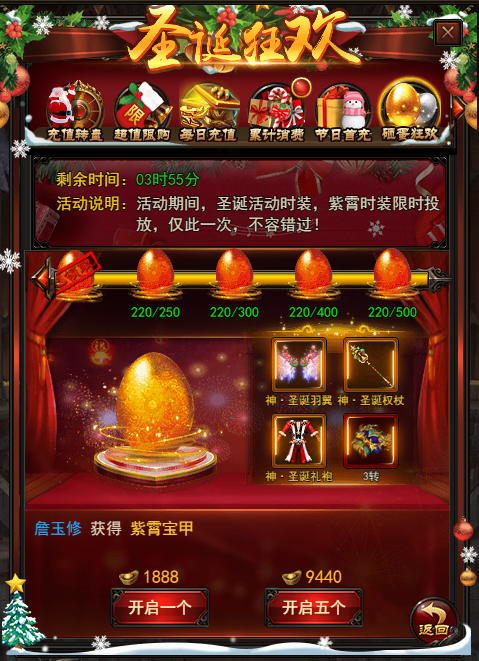 圣诞狂欢
充值转盘 超值限购 每日充值 累计消费 节日首充 砸蛋狂欢
剩余时间：03时55分
活动说明：活动期间，圣诞活动时装，紫霄时装限时投
放，仅此一次，不容错过！
220/250 220/300 220/400 220/500
神·圣诞羽翼 神·圣诞权杖
神·圣诞礼袍 3转
詹玉修 获得 紫霄宝甲
1888 9440
开启一个 开启五个
返回